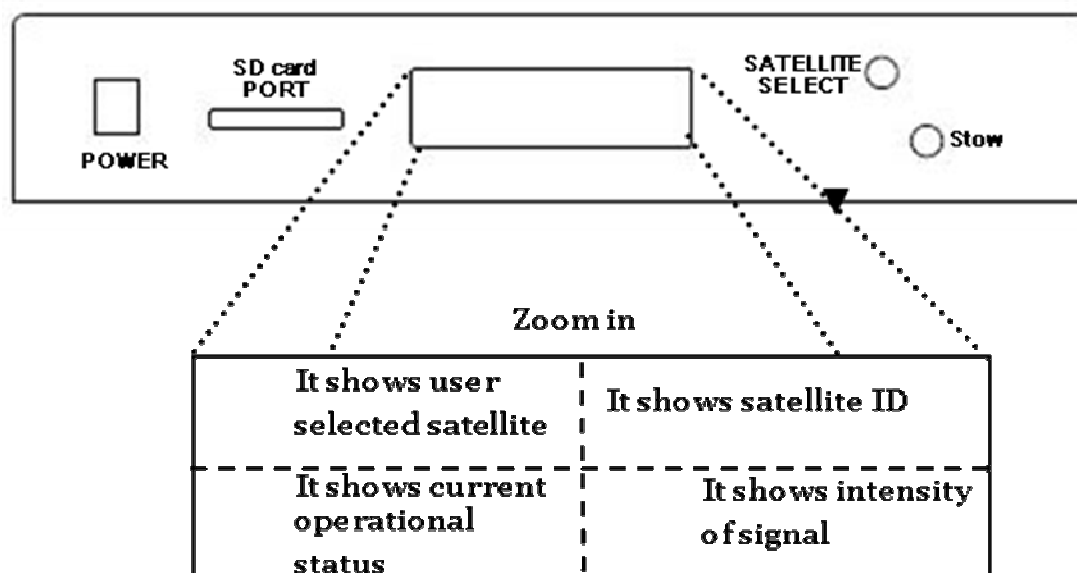 SD card
PORT
POWER
SATELLITE
SELECT
Stow
Zoom in
It shows user
selected satellite
It shows satellite ID
It shows current
operational
status
It shows intensity
of signal